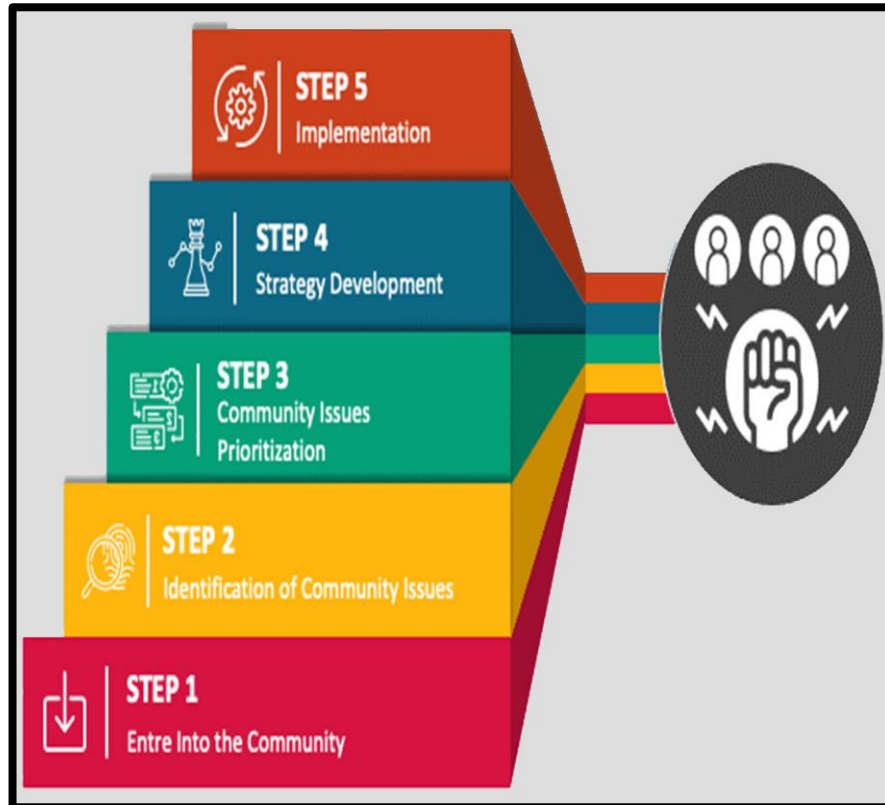 STEP 5
Implementation
STEP 4
Strategy Development
STEP 3
Community Issues
Prioritization
STEP 2
Identification of Community Issues
STEP 1
Entre Into the Community